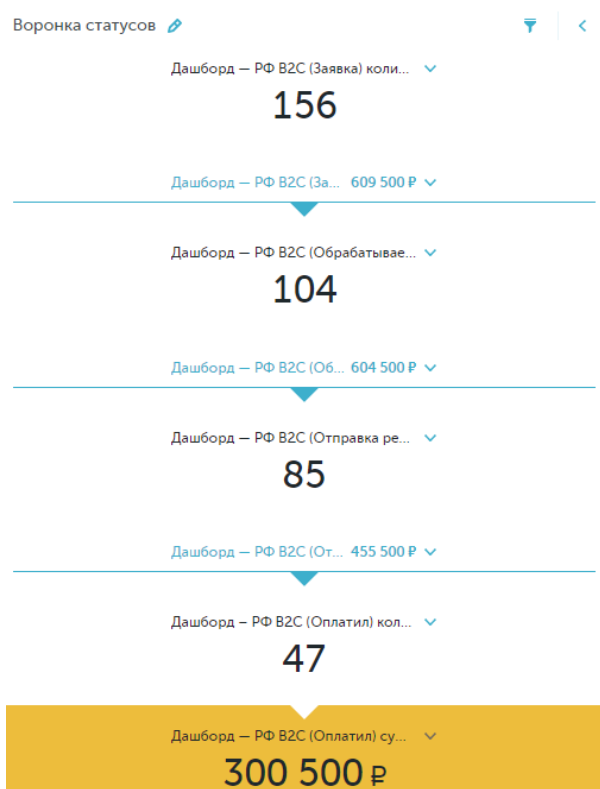 Воронка статусов
Дашборд — РФ B2C (Заявка) коли...
156
Дашборд — РФ B2C (За... 609 500 ₽
Дашборд — РФ B2C (Обрабатывае...
104
Дашборд — РФ B2C (Об... 604 500 ₽
Дашборд — РФ B2C (Отправка ре...
85
Дашборд — РФ B2C (От... 455 500 ₽
Дашборд – РФ B2C (Оплатил) кол...
47
Дашборд — РФ B2C (Оплатил) су...
300 500 ₽